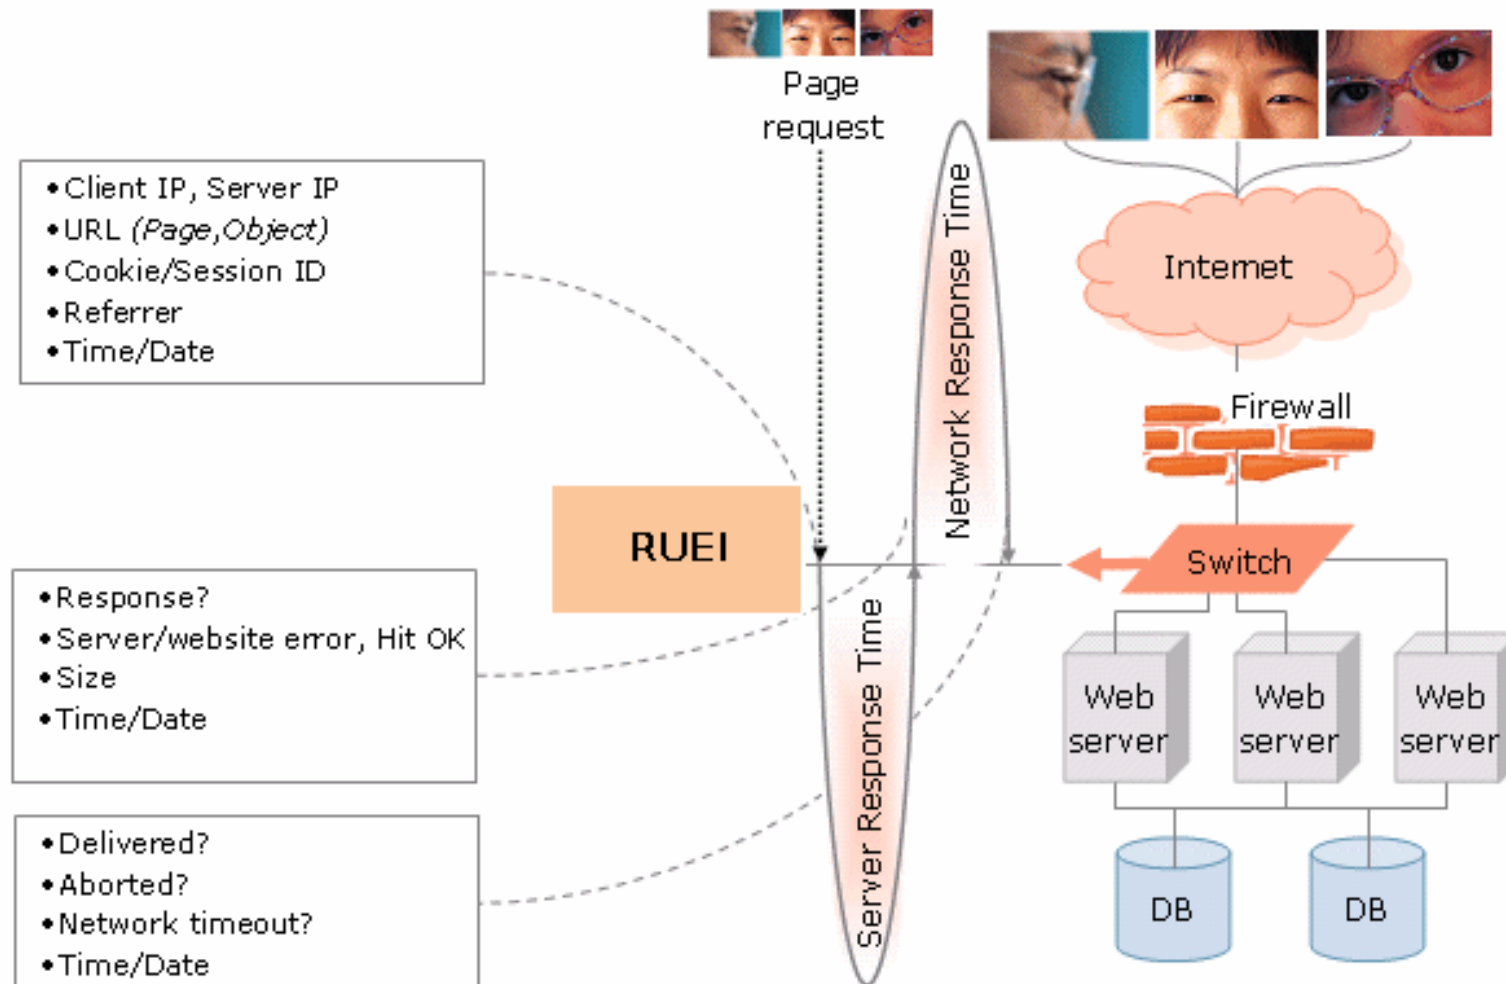 Page
request
• Client IP, Server IP
• URL (Page,Object)
• Cookie/Session ID
• Referrer
• Time/Date
RUEI
• Response?
• Server/website error, Hit OK
• Size
• Time/Date
• Delivered?
• Aborted?
• Network timeout?
• Time/Date
Server Response Time
Network Response Time
Internet
Firewall
Switch
Web
server
Web
server
Web
server
DB
DB